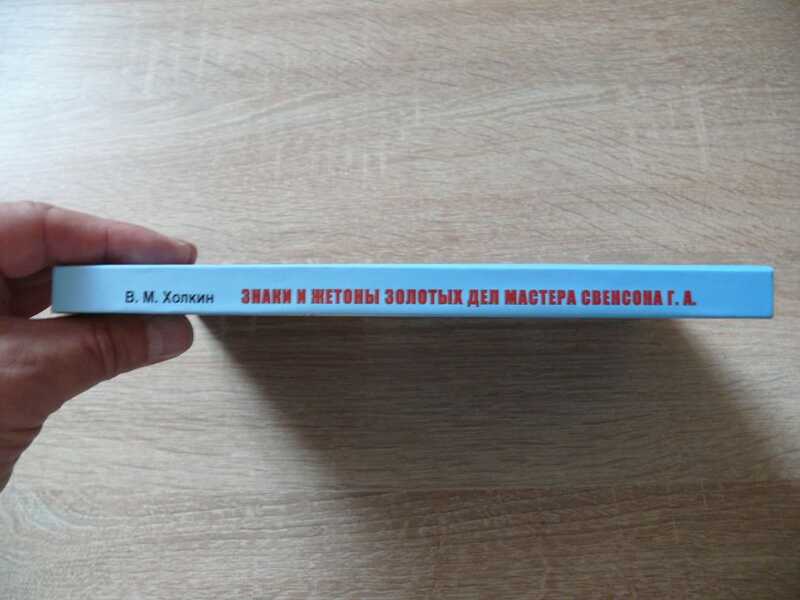 В. М. Холкин ЗНАКИ И ЖЕТОНЫ ЗОЛОТЫХ ДЕЛ МАСТЕРА СВЕНСОНА Г. А.